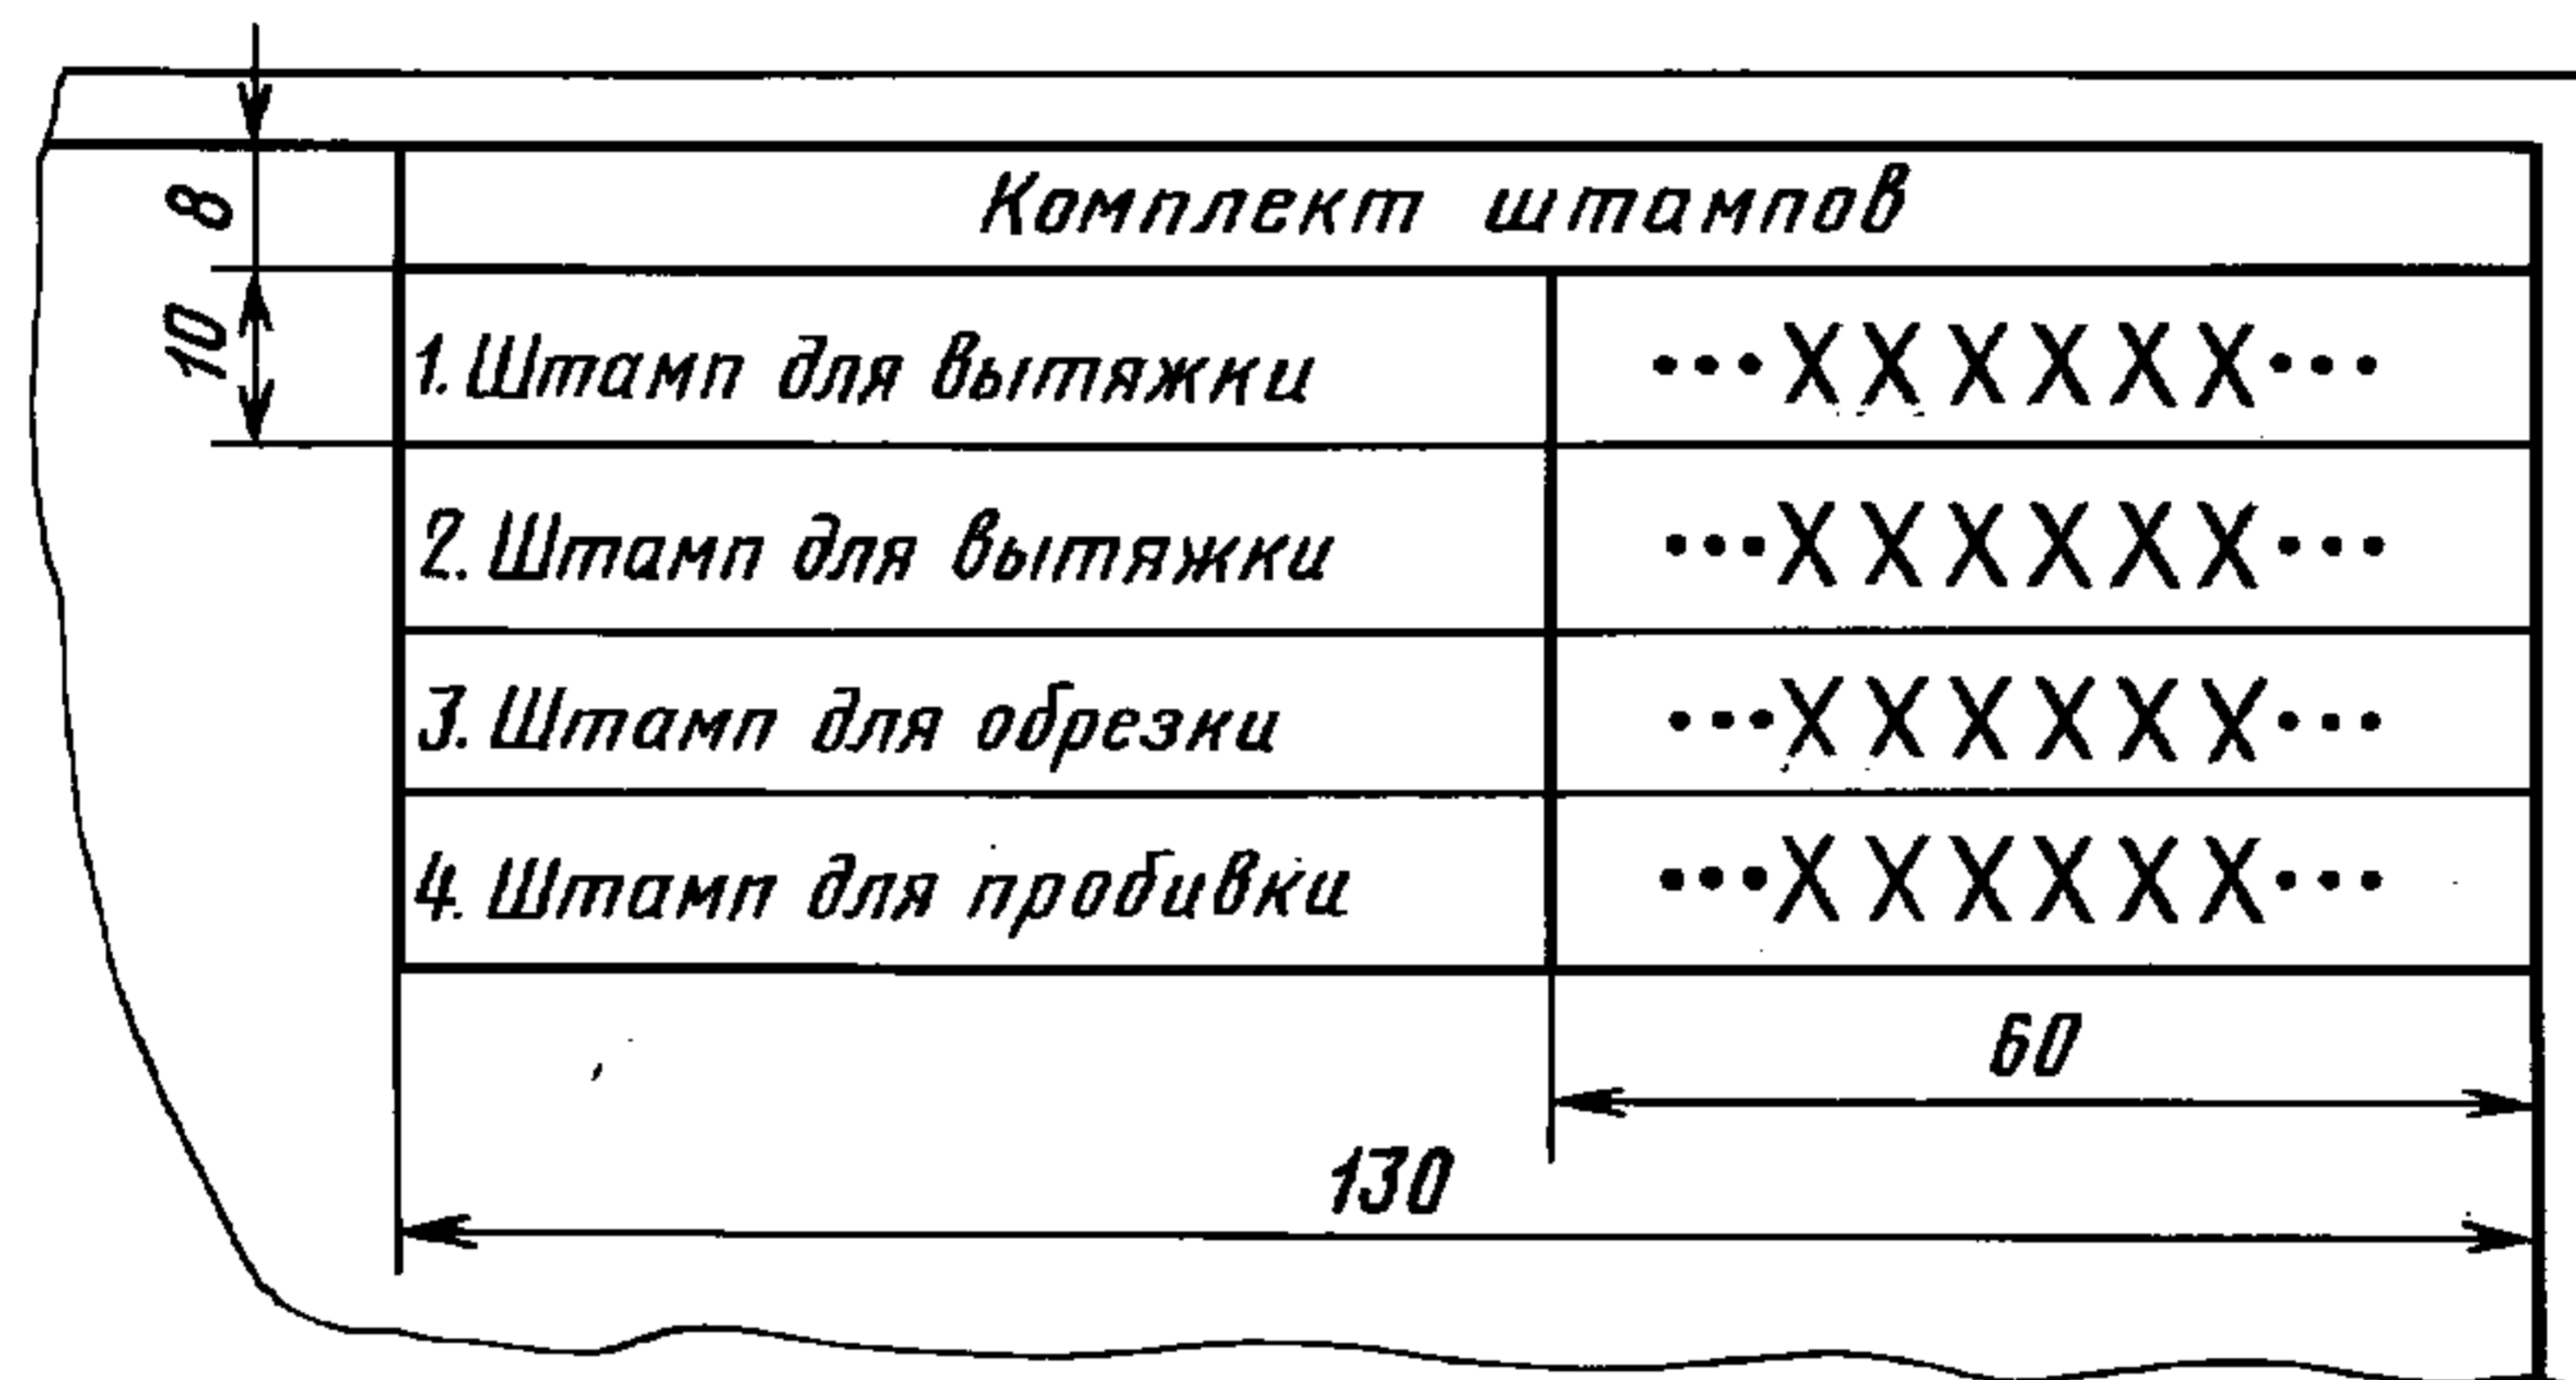 Комплект штампов
8
10
1. Штамп для вытяжки ...XXXXXX...
2. Штамп для вытяжки ...XXXXXX...
3. Штамп для обрезки ...XXXXXX...
4. Штамп для пробивки ...XXXXXX...
60
130